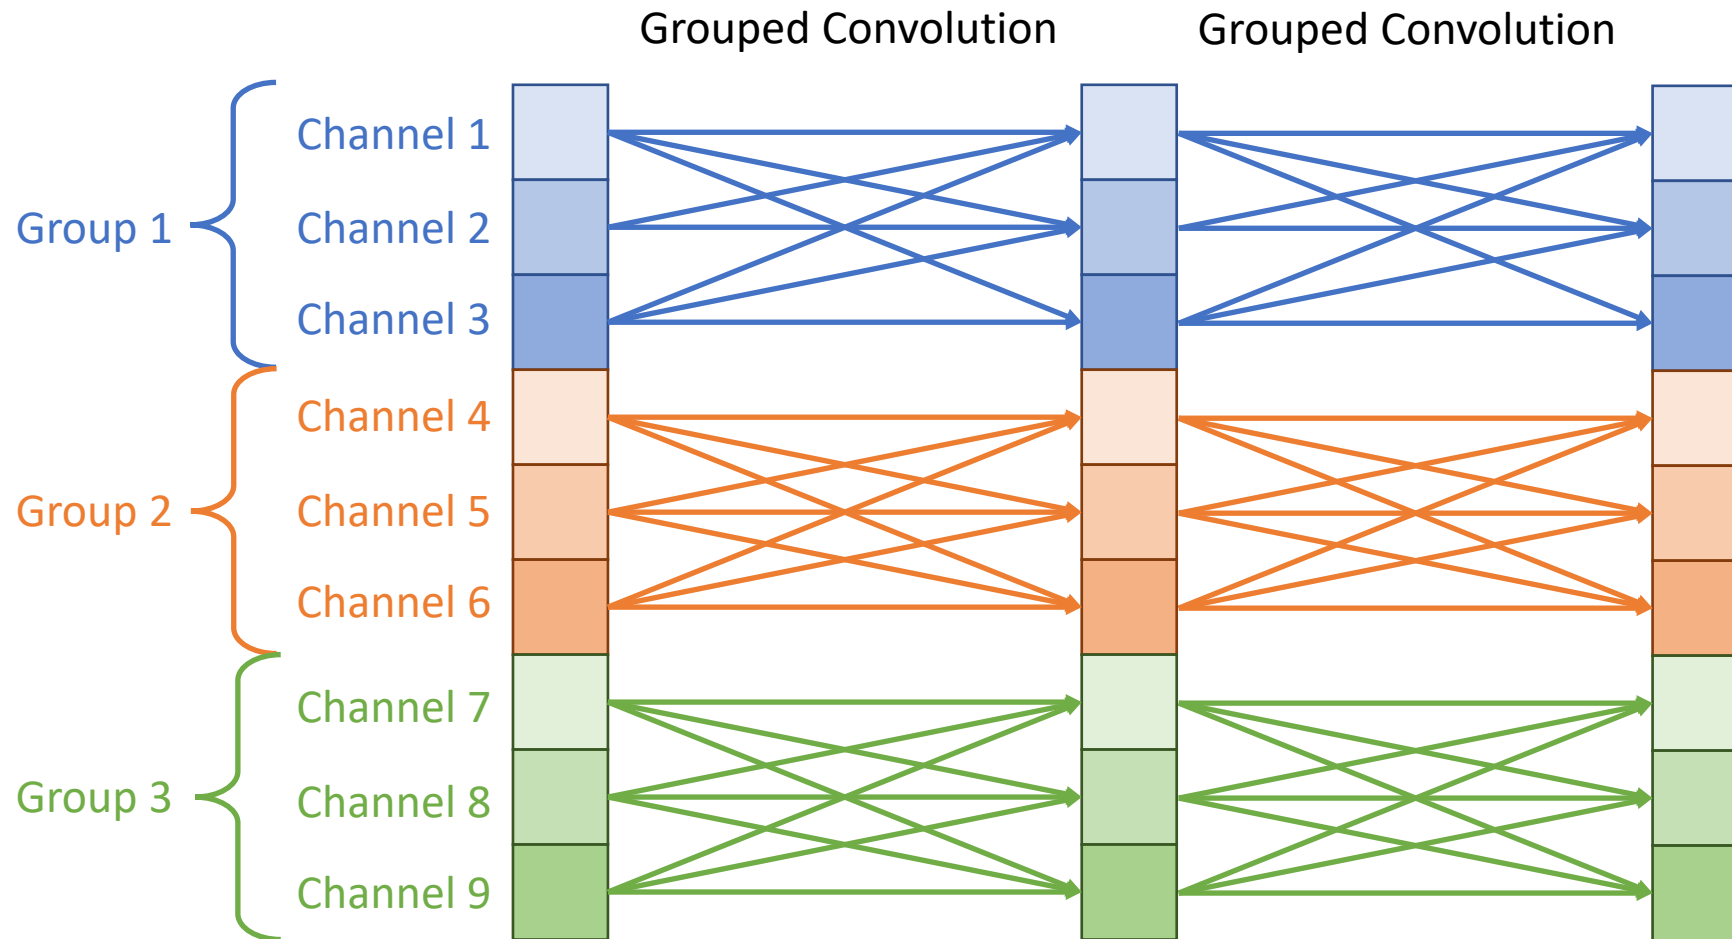 Grouped Convolution
Grouped Convolution
Group 1
Channel 1
Channel 2
Channel 3
Group 2
Channel 4
Channel 5
Channel 6
Group 3
Channel 7
Channel 8
Channel 9